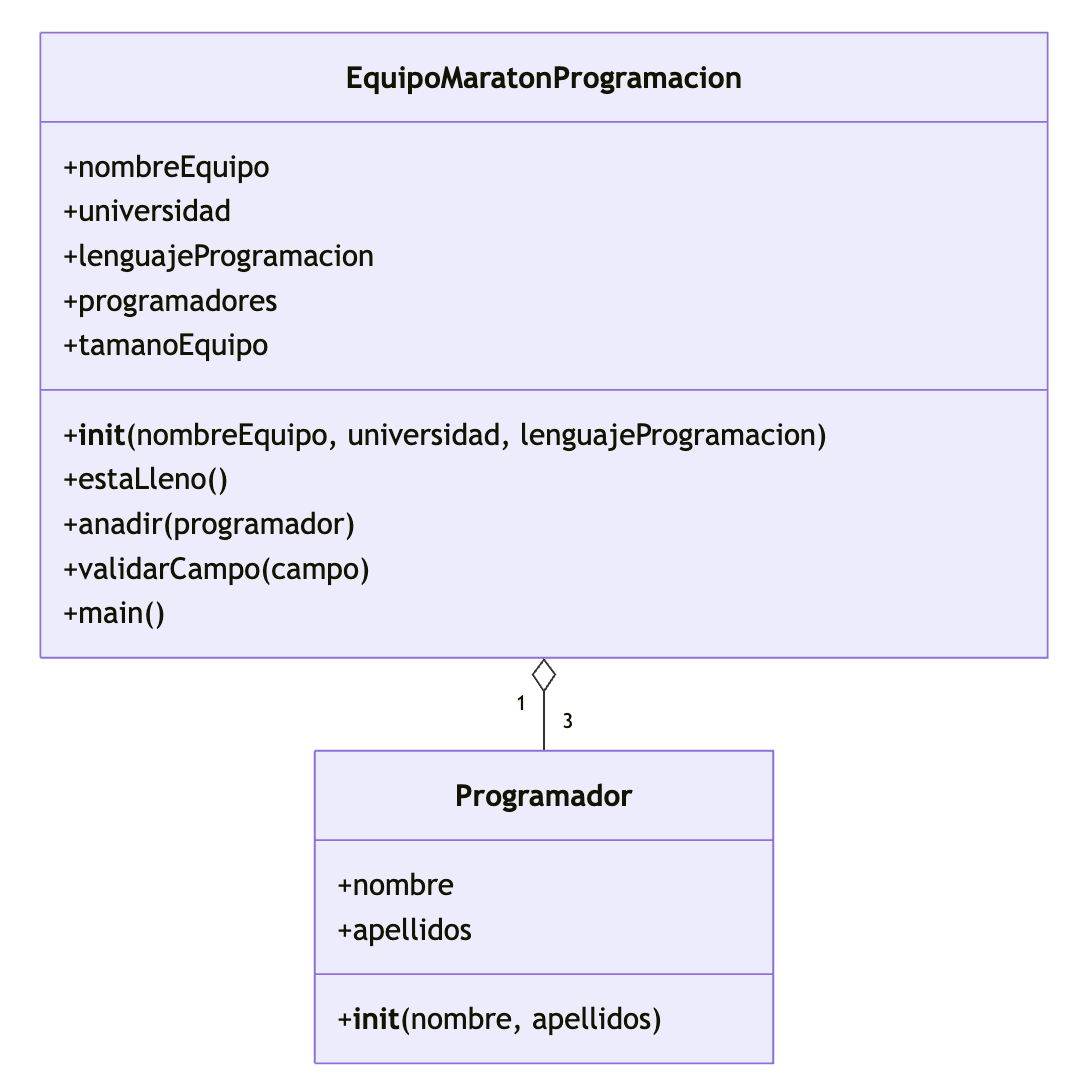 EquipoMaratonProgramacion
+nombreEquipo
+universidad
+lenguajeProgramacion
+programadores
+tamanoEquipo
+init(nombreEquipo, universidad, lenguajeProgramacion)
+estaLleno()
+anadir(programador)
+validarCampo(campo)
+main()
1
3
Programador
+nombre
+apellidos
+init(nombre, apellidos)